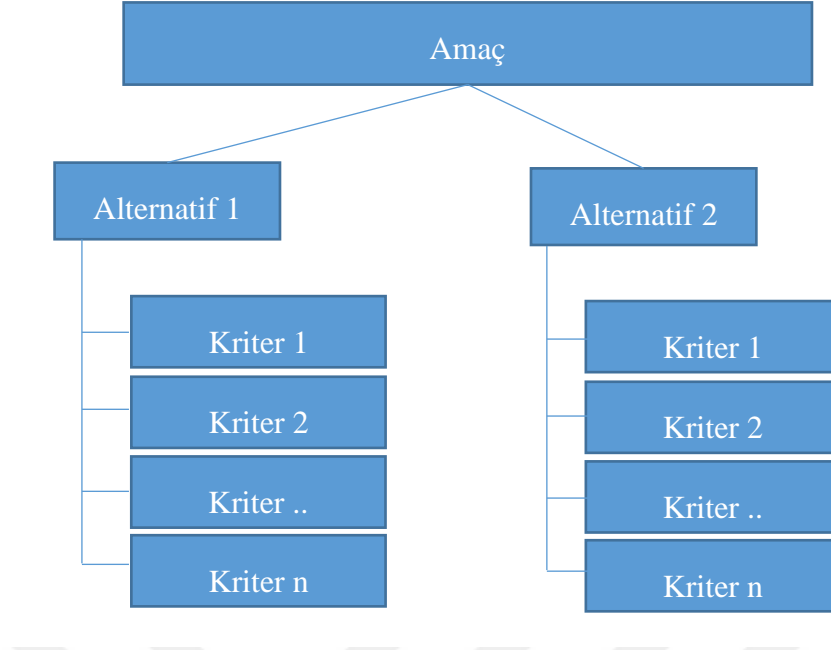 Amaç
Alternatif 1
Kriter 1
Kriter 2
Kriter ..
Kriter n
Alternatif 2
Kriter 1
Kriter 2
Kriter ..
Kriter n